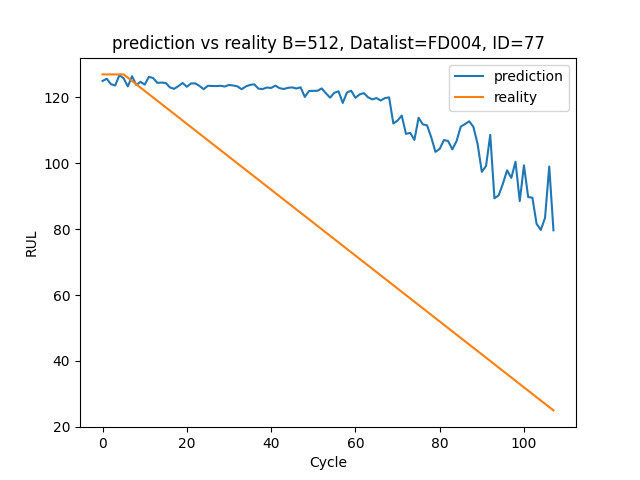 prediction vs reality B=512, Datalist=FD004, ID=77
prediction
reality
120
100
80
60
40
20
RUL
0 20 40 60 80 100
Cycle